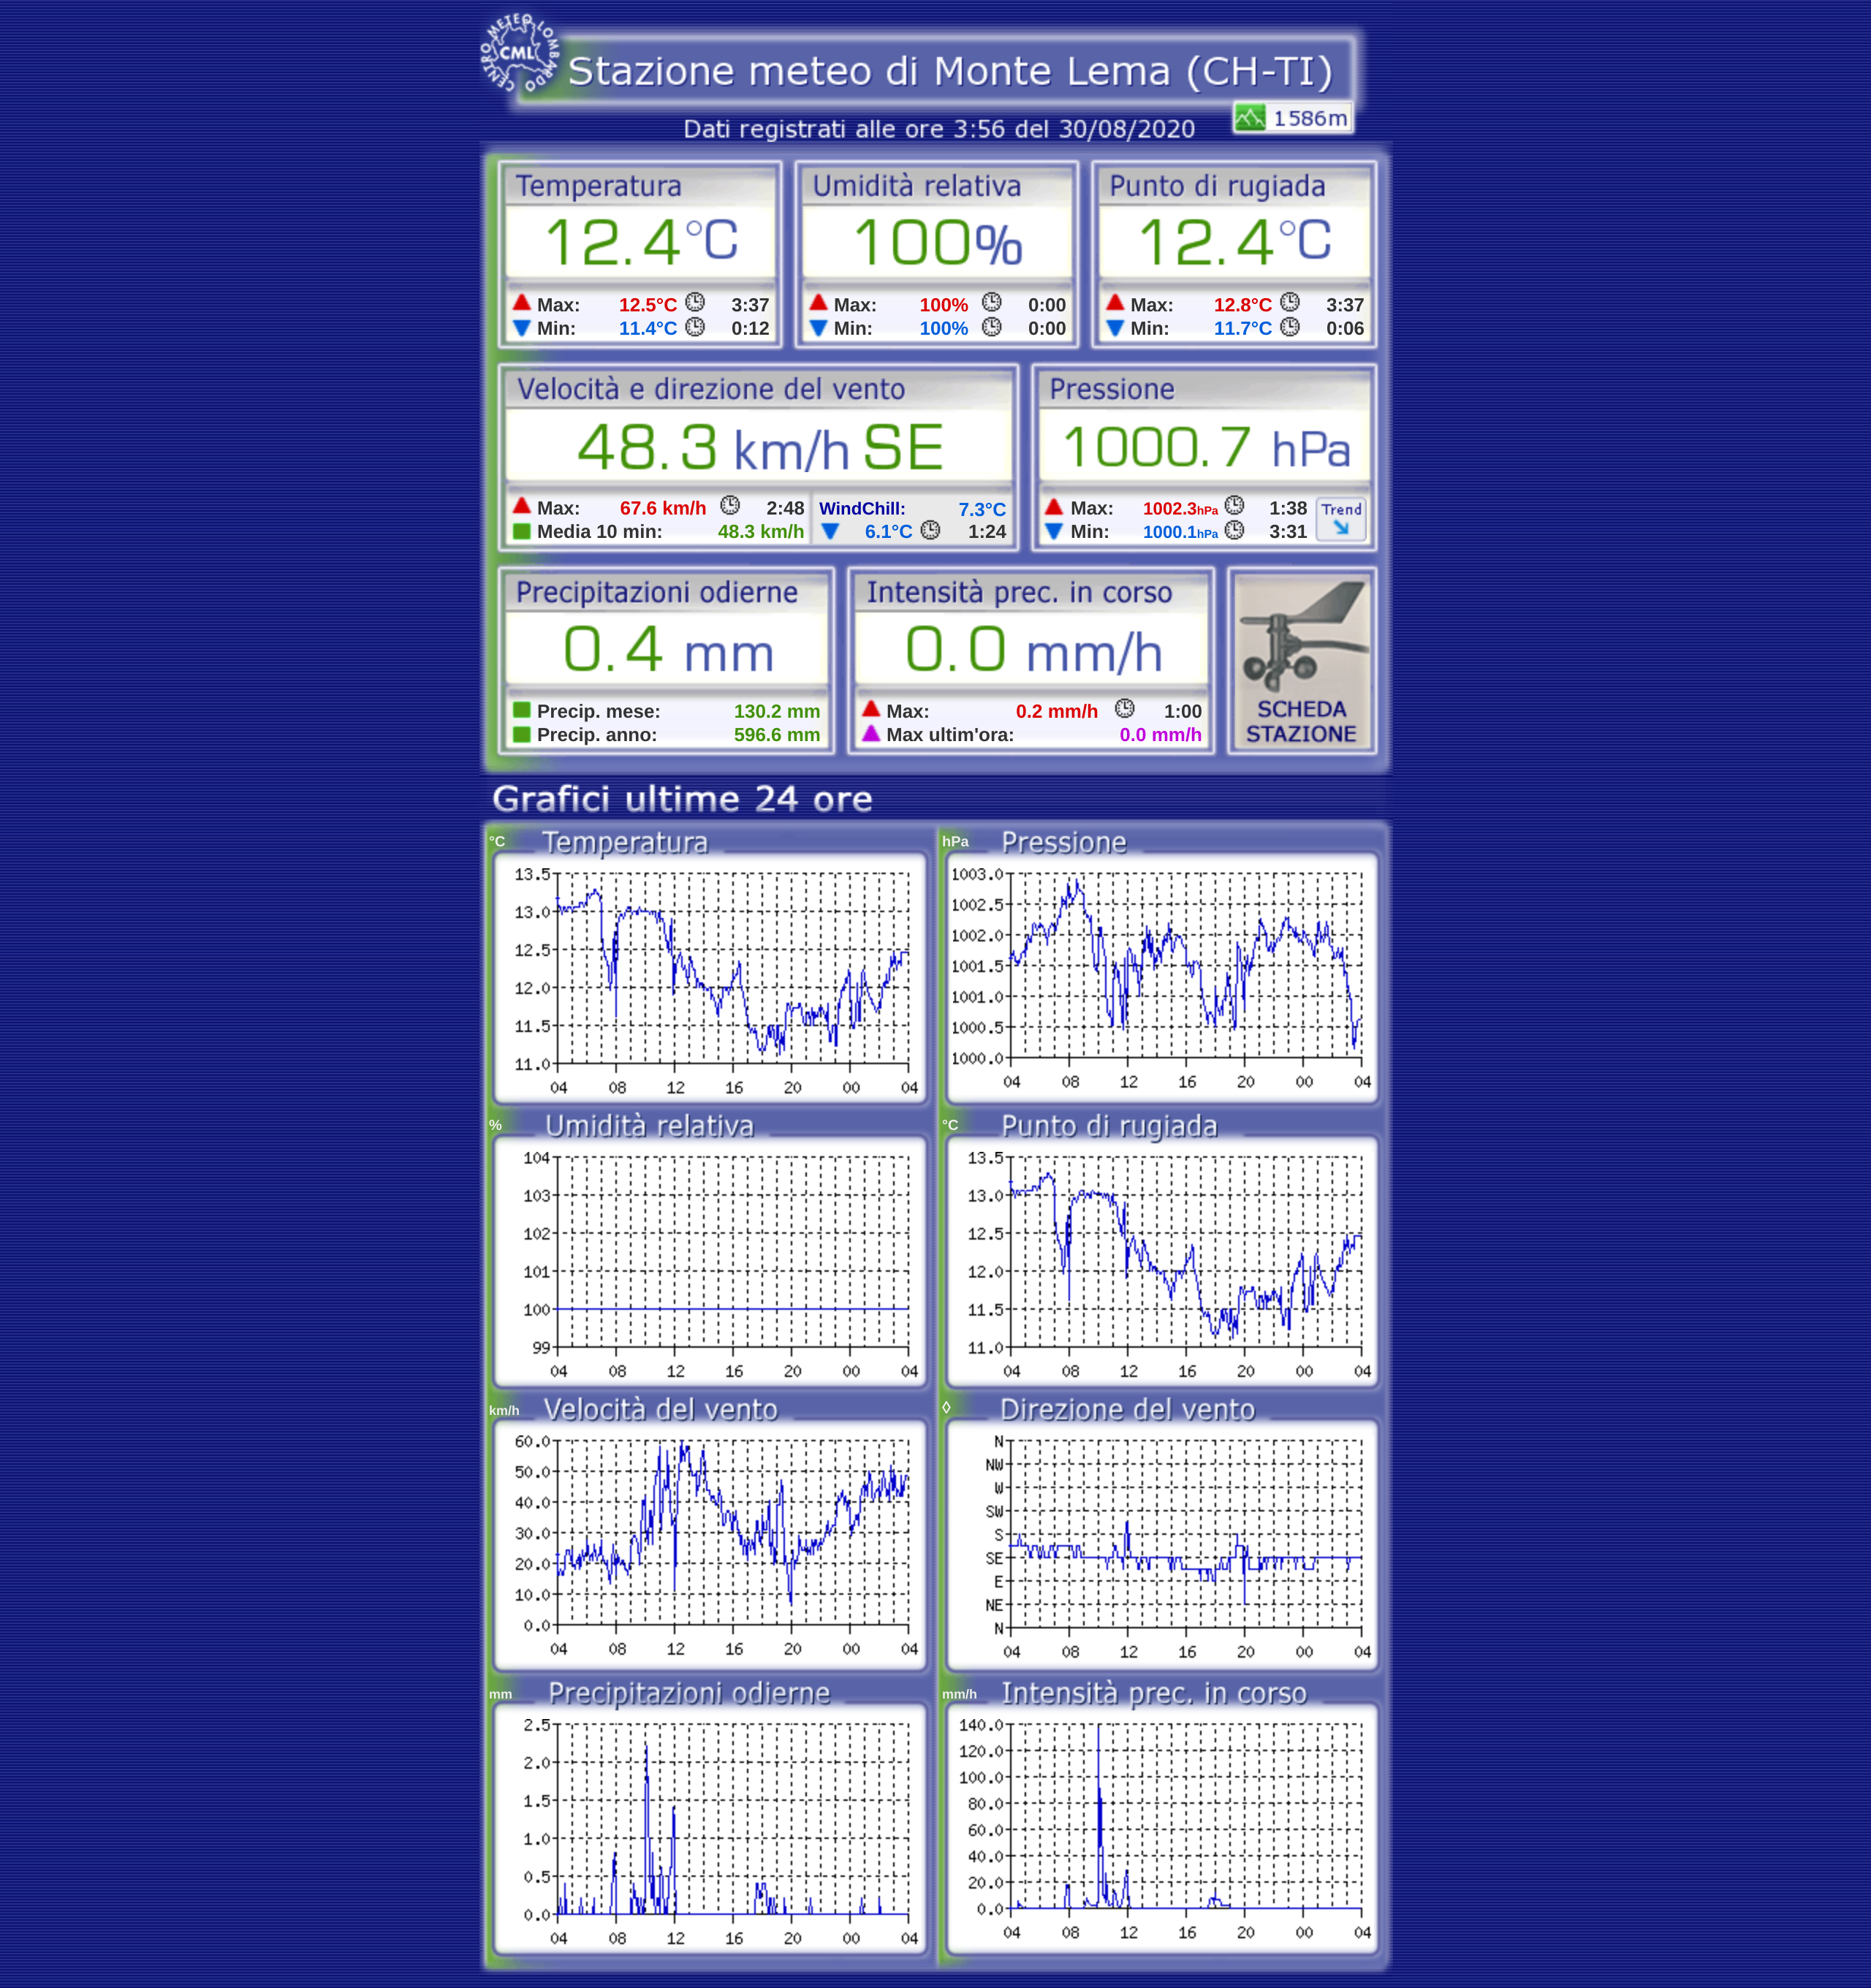 CENTRO METEO LOMBARDO
CML
Stazione meteo di Monte Lema (CH-TI)
1586m
Dati registrati alle ore 3:56 del 30/08/2020
Temperatura Umidità relativa Punto di rugiada
12.4°C 100% 12.4°C
Max: 12.5°C 3:37 Max: 100% 0:00 Max: 12.8°C 3:37
Min: 11.4°C 0:12 Min: 100% 0:00 Min: 11.7°C 0:06
Velocità e direzione del vento Pressione
48.3 km/h SE 1000.7 hPa
Max: 67.6 km/h 2:48 WindChill: 7.3°C Max: 1002.3hPa 1:38 Trend
Media 10 min: 48.3 km/h 6.1°C 1:24 Min: 1000.1hPa 3:31
Precipitazioni odierne Intensità prec. in corso
0.4 mm 0.0 mm/h
Precip. mese: 130.2 mm Max: 0.2 mm/h 1:00 SCHEDA
Precip. anno: 596.6 mm Max ultim'ora: 0.0 mm/h STAZIONE
Grafici ultime 24 ore
°C Temperatura
13.5
13.0
12.5
12.0
11.5
11.0
04 08 12 16 20 00 04
hPa Pressione
1003.0
1002.5
1002.0
1001.5
1001.0
1000.5
1000.0
04 08 12 16 20 00 04
% Umidità relativa
104
103
102
101
100
99
04 08 12 16 20 00 04
°C Punto di rugiada
13.5
13.0
12.5
12.0
11.5
11.0
04 08 12 16 20 00 04
km/h Velocità del vento
60.0
50.0
40.0
30.0
20.0
10.0
0.0
04 08 12 16 20 00 04
◊ Direzione del vento
N
NW
W
SW
S
SE
E
NE
N
04 08 12 16 20 00 04
mm Precipitazioni odierne
2.5
2.0
1.5
1.0
0.5
0.0
04 08 12 16 20 00 04
mm/h Intensità prec. in corso
140.0
120.0
100.0
80.0
60.0
40.0
20.0
0.0
04 08 12 16 20 00 04